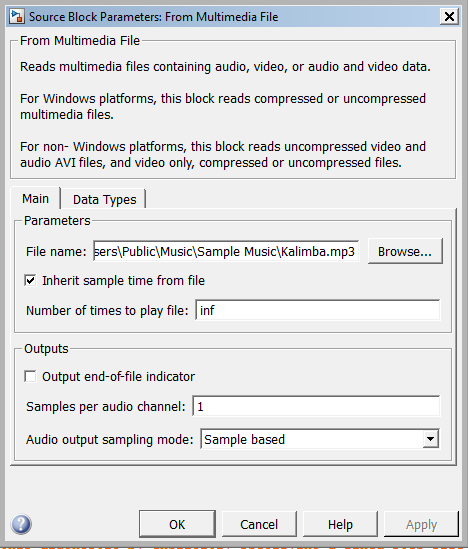 Source Block Parameters: From Multimedia File
From Multimedia File
Reads multimedia files containing audio, video, or audio and video data.
For Windows platforms, this block reads compressed or uncompressed
multimedia files.
For non- Windows platforms, this block reads uncompressed video and
audio AVI files, and video only, compressed or uncompressed files.
Main Data Types
Parameters
File name: sers\Public\Music\Sample Music\Kalimba.mp3 Browse...
Inherit sample time from file
Number of times to play file: inf
Outputs
Output end-of-file indicator
Samples per audio channel: 1
Audio output sampling mode: Sample based
OK Cancel Help Apply